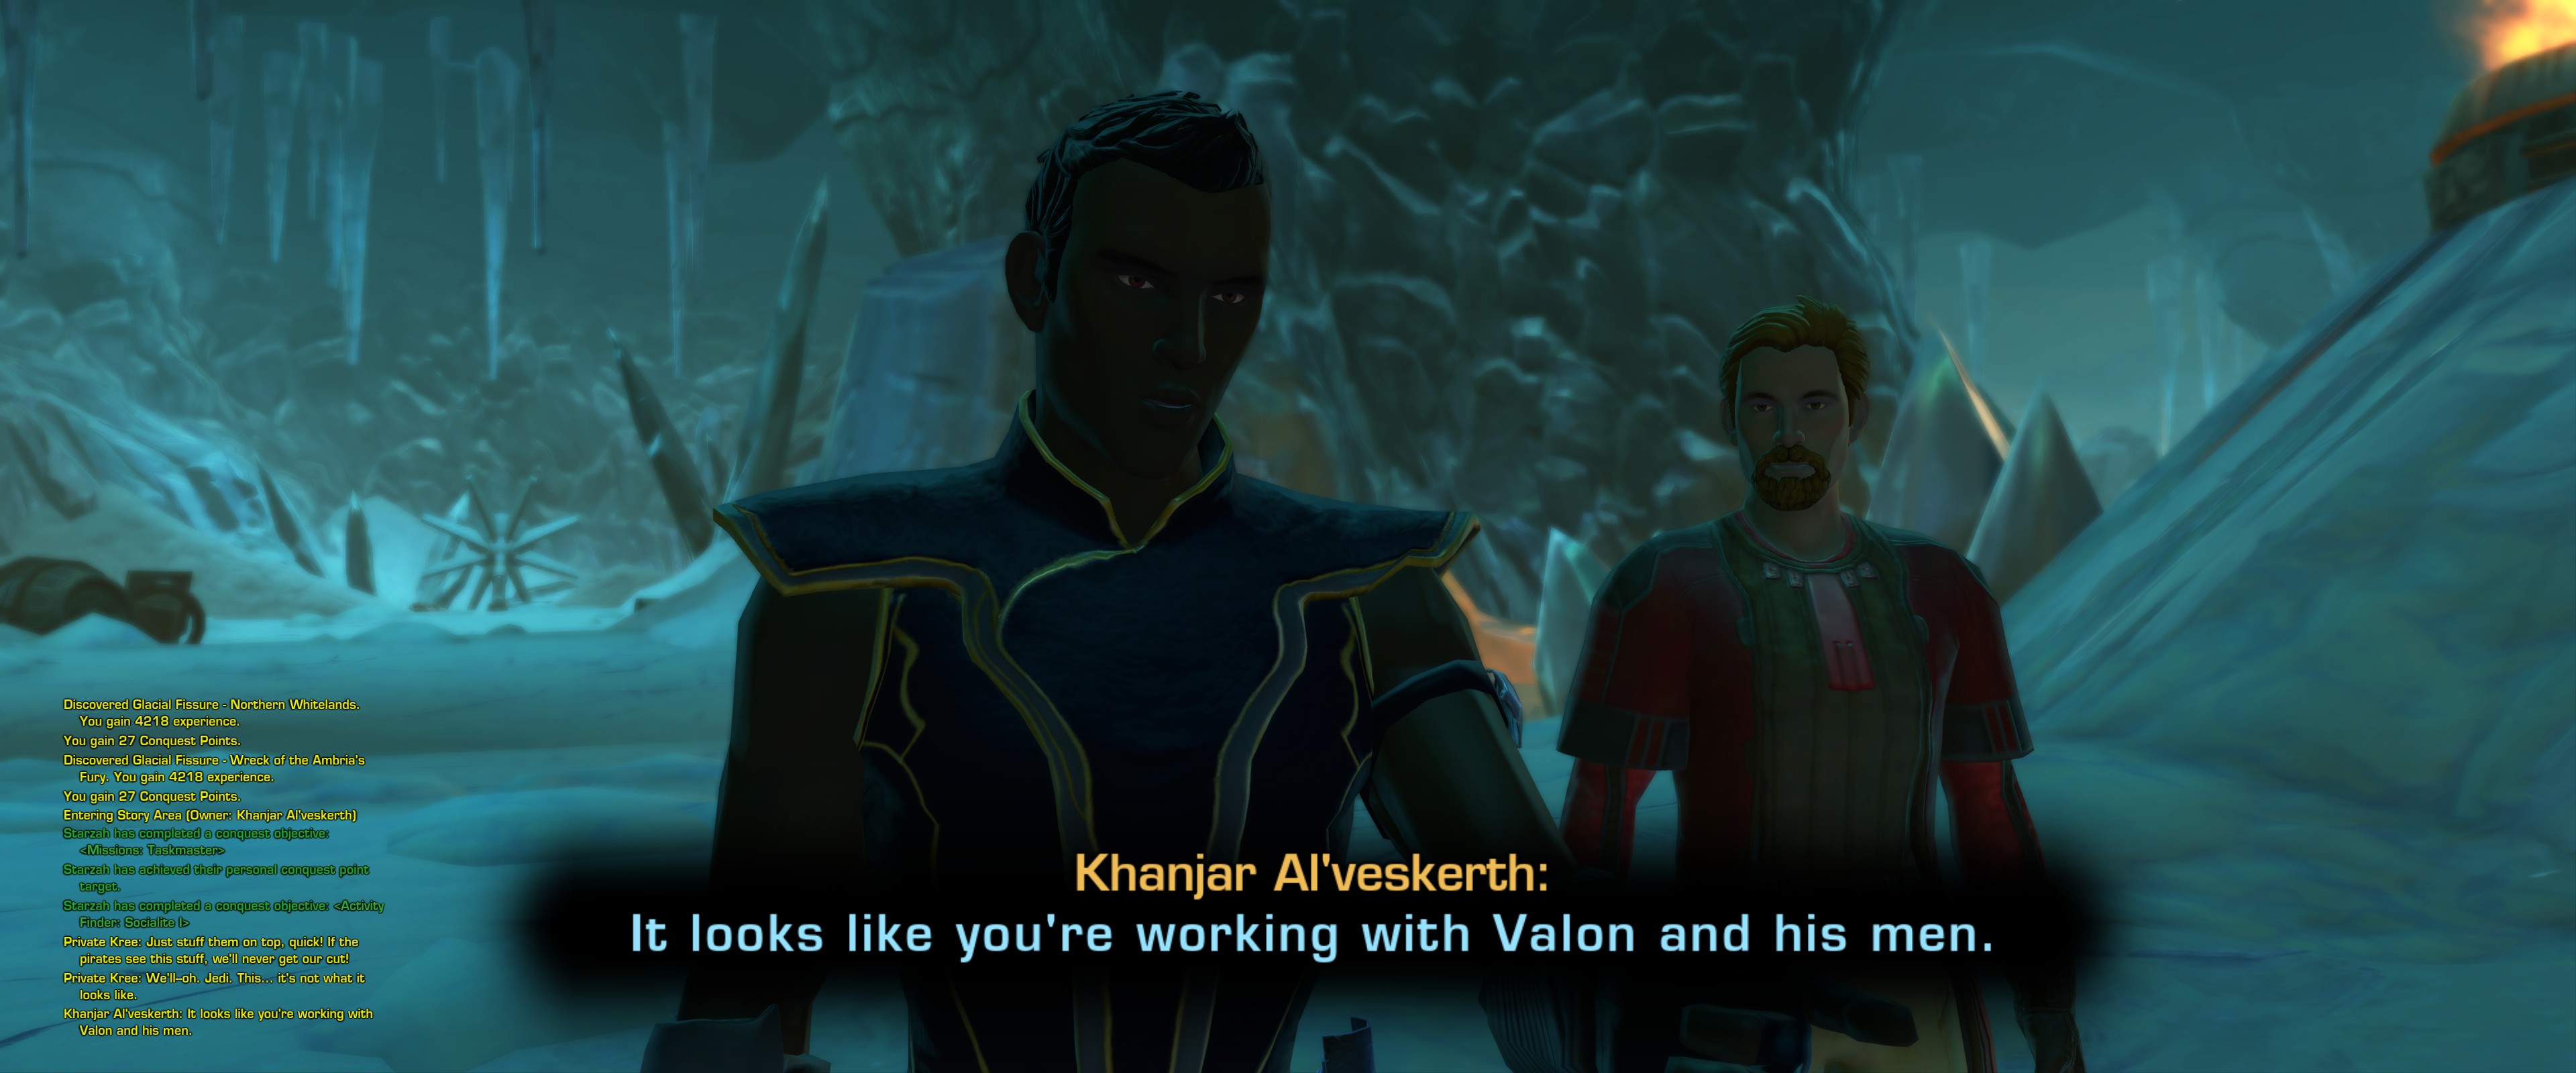 Discovered Glacial Fissure - Northern Whitelands.
You gain 4218 experience.
You gain 27 Conquest Points.
Discovered Glacial Fissure - Wreck of the Ambria's
Fury. You gain 4218 experience.
You gain 27 Conquest Points.
Entering Story Area (Owner: Khanjar Al'veskerth)
Starzah has completed a conquest objective:
<Missions: Taskmaster>
Starzah has achieved their personal conquest point
target.
Starzah has completed a conquest objective: <Activity
Finder: Socialite I>
Private Kree: Just stuff them on top, quick! If the
pirates see this stuff, we'll never get our cut!
Private Kree: We'll–oh. Jedi. This... it's not what it
looks like.
Khanjar Al'veskerth: It looks like you're working with
Valon and his men.
Khanjar Al'veskerth:
It looks like you're working with Valon and his men.